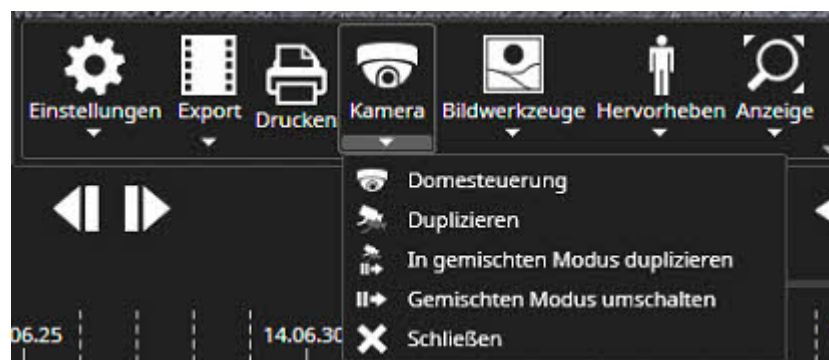 Einstellungen
Export
Drucken
Kamera
Bildwerkzeuge
Hervorheben
Anzeige
Domesteuerung
Duplizieren
In gemischten Modus duplizieren
Gemischten Modus umschalten
Schließen
06.25
14.06.30